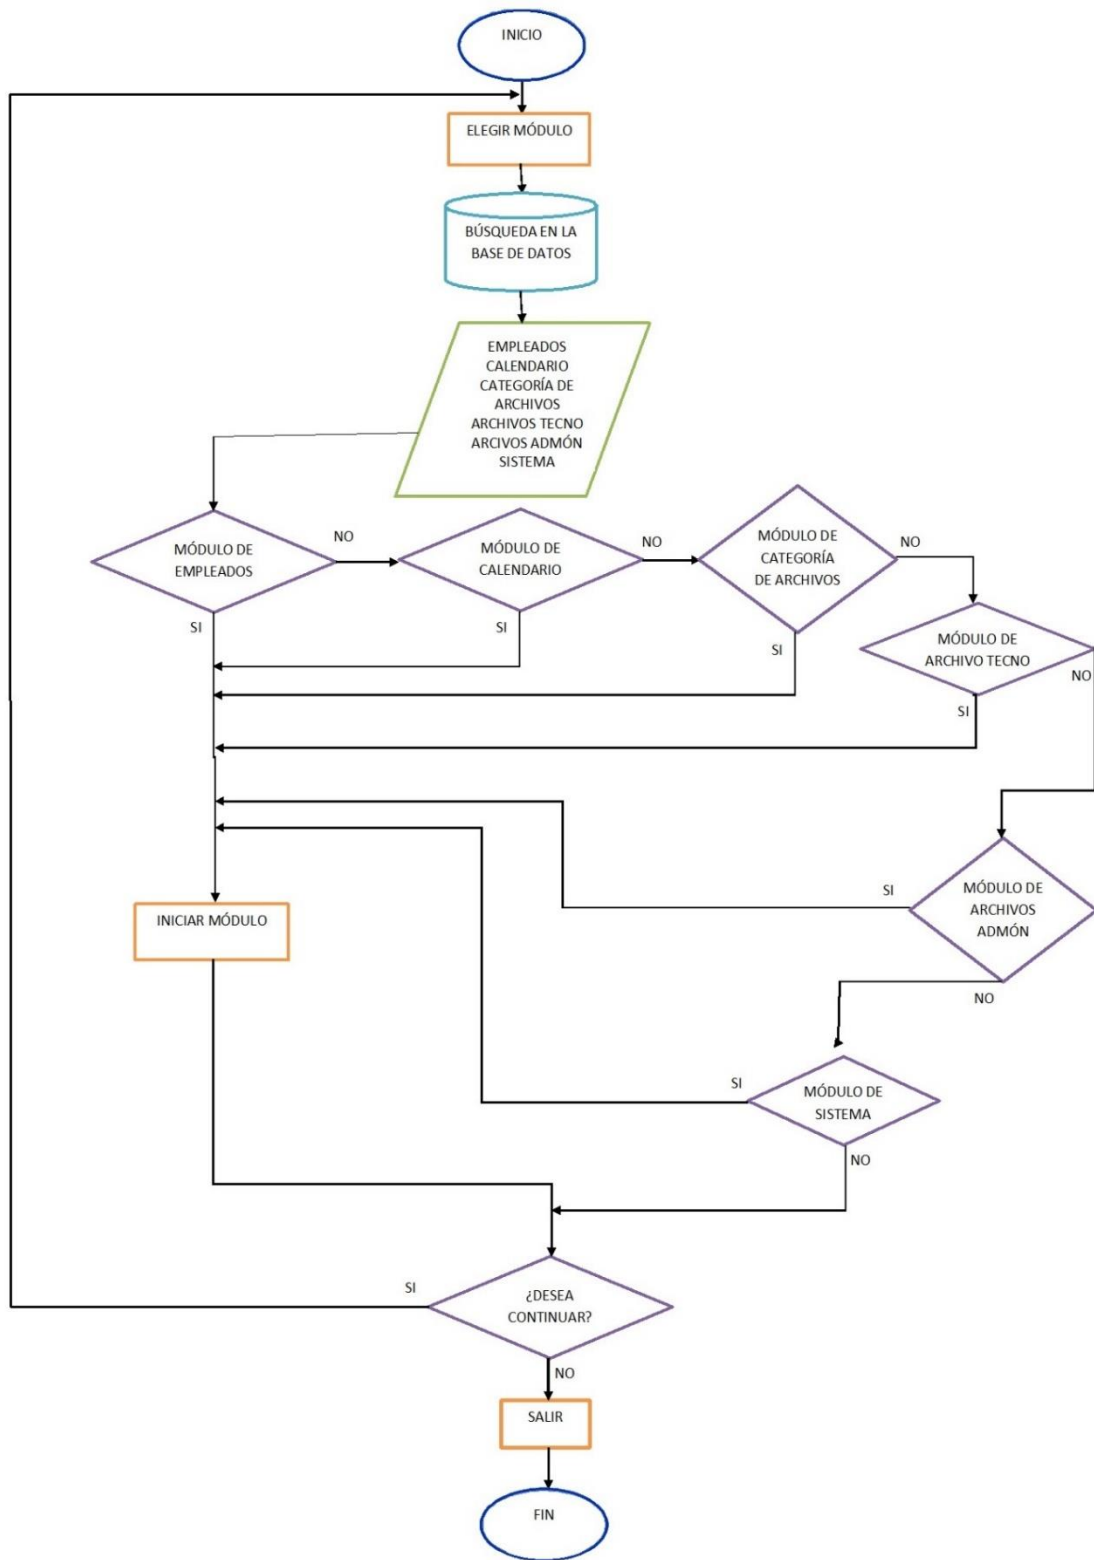 INICIO
ELEGIR MÓDULO
BÚSQUEDA EN LA
BASE DE DATOS
EMPLEADOS
CALENDARIO
CATEGORÍA DE
ARCHIVOS
ARCHIVOS TECNO
ARCIVOS ADMÓN
SISTEMA
MÓDULO DE
EMPLEADOS
NO
SI
MÓDULO DE
CALENDARIO
NO
SI
MÓDULO DE
CATEGORÍA
DE ARCHIVOS
NO
SI
MÓDULO DE
ARCHIVO TECNO
NO
SI
MÓDULO DE
ARCHIVOS
ADMÓN
SI
NO
INICIAR MÓDULO
MÓDULO DE
SISTEMA
SI
NO
¿DESEA
CONTINUAR?
SI
NO
SALIR
FIN